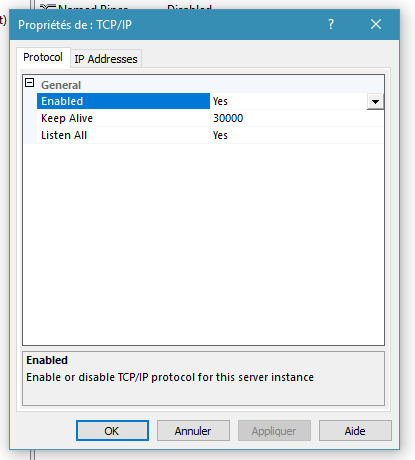 Named Pipes Disabled
Propriétés de : TCP/IP ?
Protocol IP Addresses
General
Enabled Yes
Keep Alive 30000
Listen All Yes
Enabled
Enable or disable TCP/IP protocol for this server instance
OK Annuler Appliquer Aide